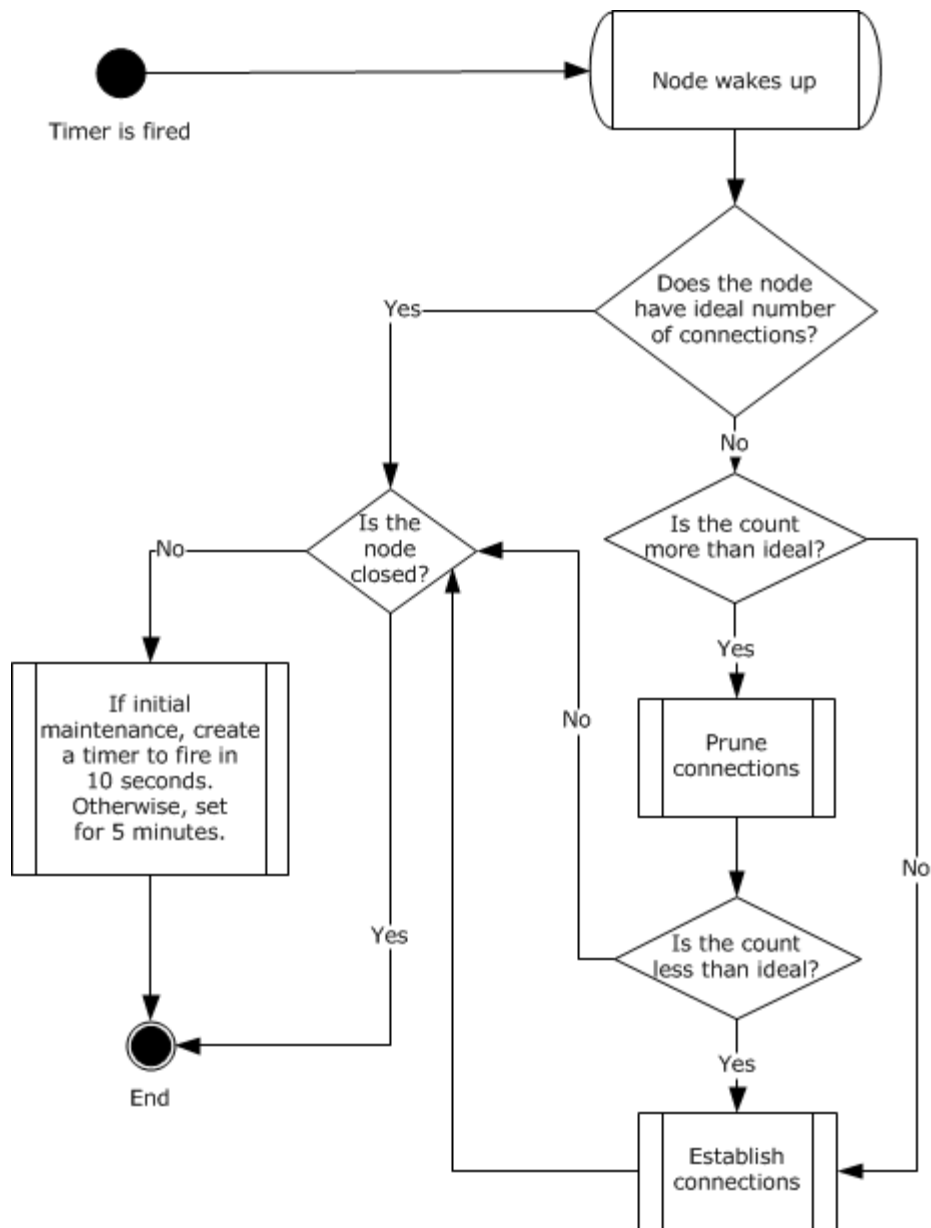 Timer is fired
Node wakes up
Does the node
have ideal number
of connections?
Yes
No
Is the
node
closed?
Is the count
more than ideal?
No
Yes
If initial
maintenance, create
a timer to fire in
10 seconds.
Otherwise, set
for 5 minutes.
No
Prune
connections
No
Yes
Is the count
less than ideal?
Yes
End
Establish
connections